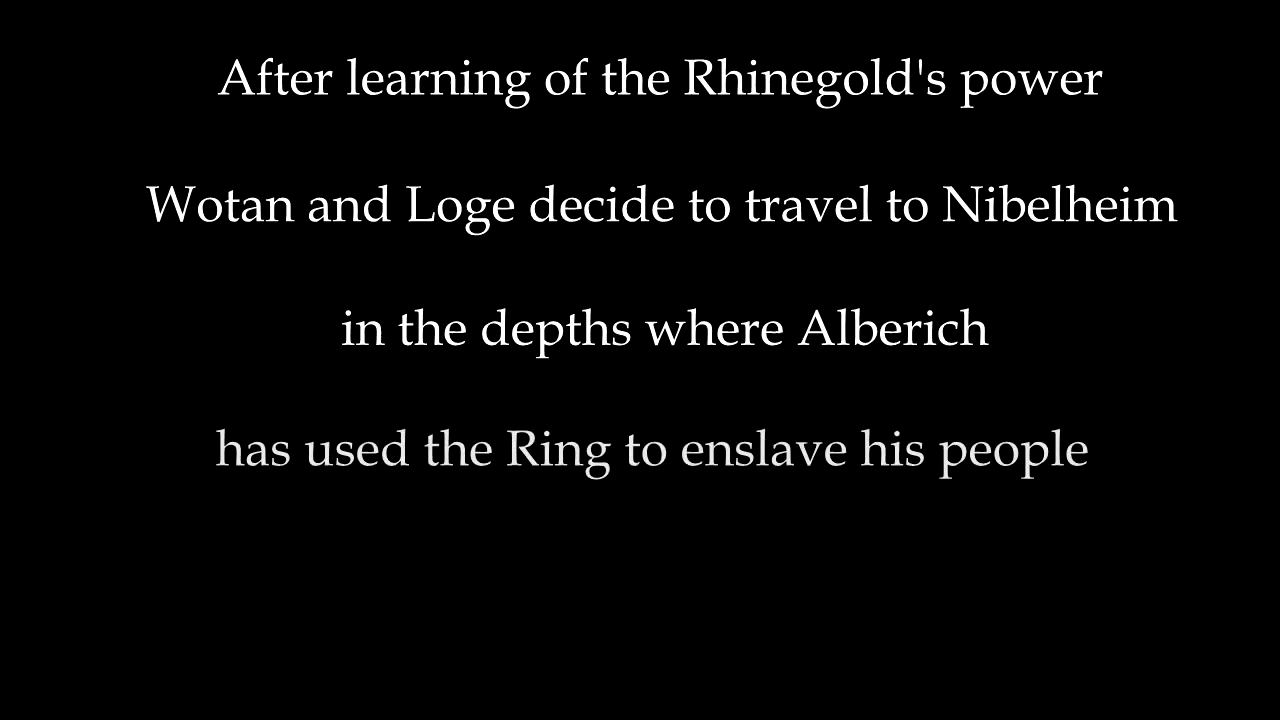 After learning of the Rhinegold's power
Wotan and Loge decide to travel to Nibelheim
in the depths where Alberich
has used the Ring to enslave his people